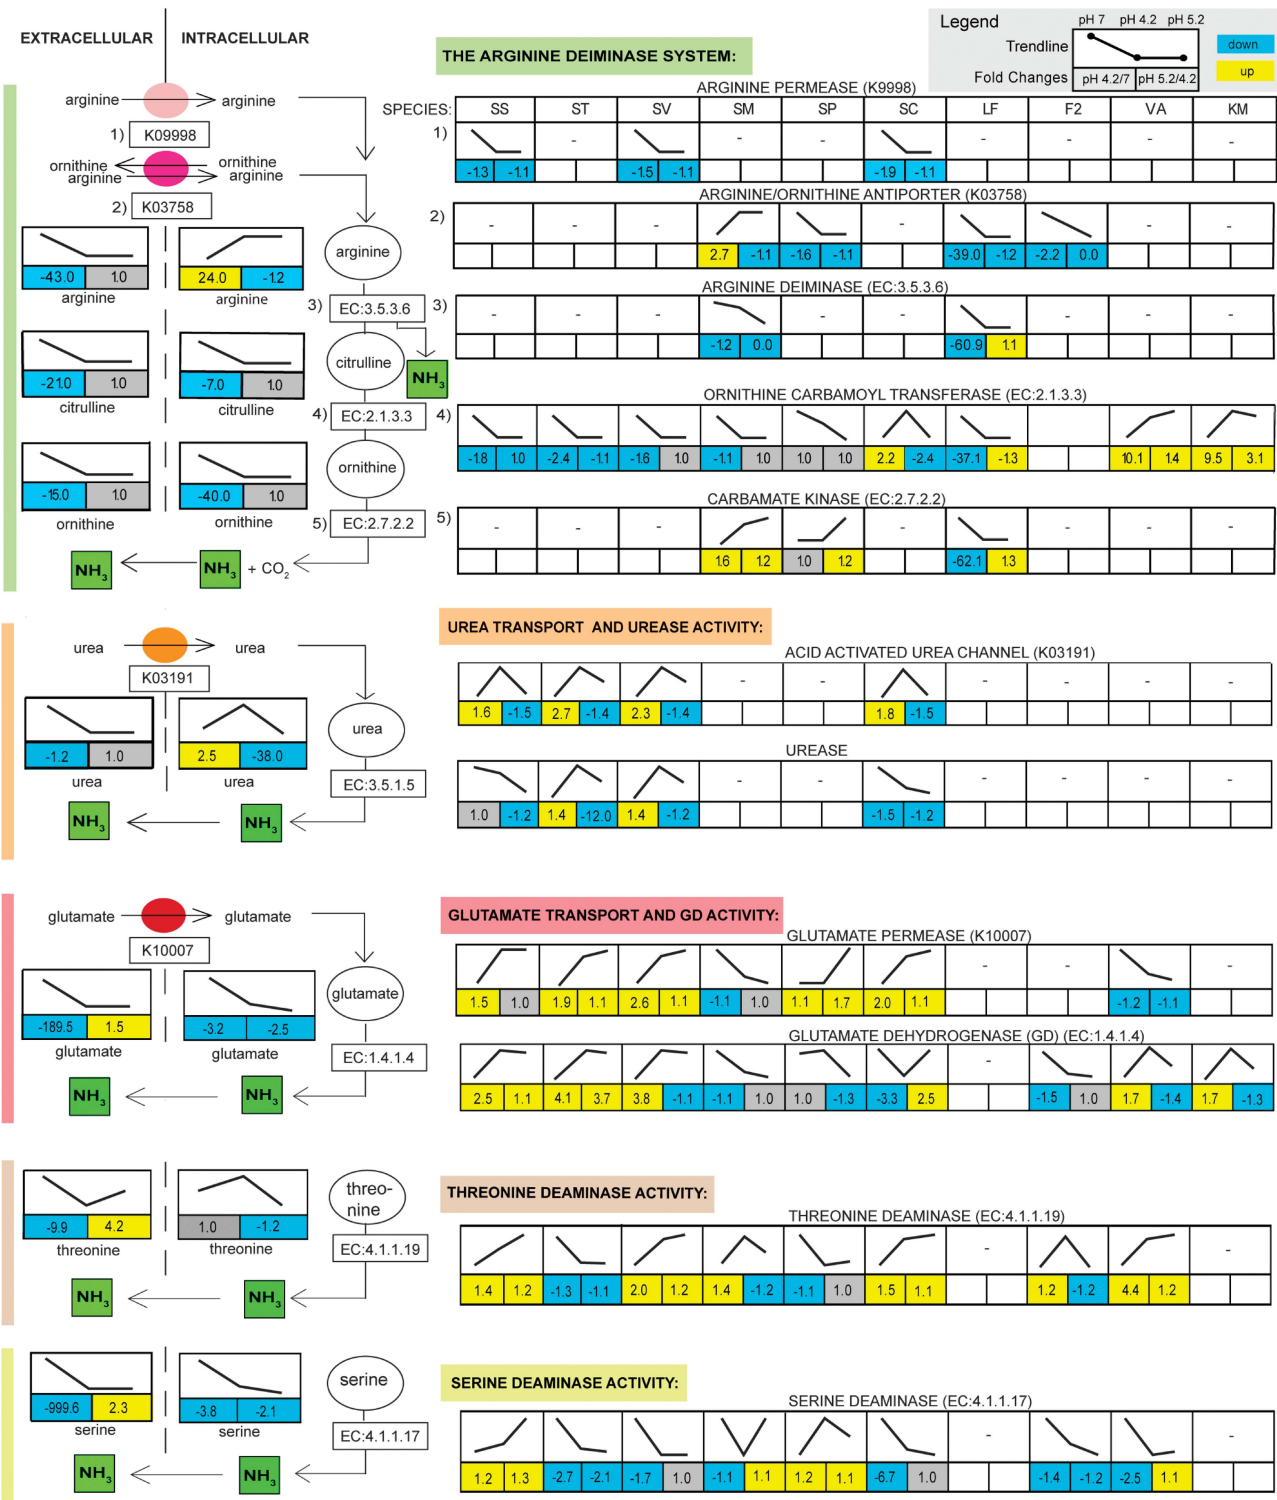 EXTRACELLULAR INTRACELLULAR
THE ARGININE DEIMINASE SYSTEM:
Legend
pH 7 pH 4.2 pH 5.2
Trendline
down
Fold Changes
pH 4.2/7 pH 5.2/4.2
up
arginine arginine
1) K09998
ornithine ornithine
arginine arginine
2) K03758
-43.0 1.0
arginine
24.0 -1.2
arginine
arginine
3) EC:3.5.3.6
-21.0 1.0
citrulline
-7.0 1.0
citrulline
citrulline
NH3
4) EC:2.1.3.3
-15.0 1.0
ornithine
-40.0 1.0
ornithine
ornithine
5) EC:2.7.2.2
NH3 NH3 + CO2
ARGININE PERMEASE (K9998)
SPECIES: SS ST SV SM SP SC LF F2 VA KM
1) - - - - - - -
-1.3 -1.1 -1.5 -1.1 -1.9 -1.1
ARGININE/ORNITHINE ANTIPORTER (K03758)
2) - - - - - -
2.7 -1.1 -1.6 -1.1 -39.0 -1.2 -2.2 0.0
ARGININE DEIMINASE (EC:3.5.3.6)
3) - - - - - - - -
-1.2 0.0 -60.9 1.1
ORNITHINE CARBAMOYL TRANSFERASE (EC:2.1.3.3)
4)
-1.8 1.0 -2.4 -1.1 -1.6 1.0 -1.1 1.0 1.0 1.0 2.2 -2.4 -37.1 -1.3 10.1 1.4 9.5 3.1
CARBAMATE KINASE (EC:2.7.2.2)
5) - - - - - - -
1.6 1.2 1.0 1.2 -62.1 1.3
urea urea
K03191
-1.2 1.0
urea
2.5 -38.0
urea
urea
EC:3.5.1.5
NH3 NH3
UREA TRANSPORT AND UREASE ACTIVITY:
ACID ACTIVATED UREA CHANNEL (K03191)
- - - - - -
1.6 -1.5 2.7 -1.4 2.3 -1.4 1.8 -1.5
UREASE
- - - - - -
1.0 -1.2 1.4 -12.0 1.4 -1.2 -1.5 -1.2
glutamate glutamate
K10007
-189.5 1.5
glutamate
-3.2 -2.5
glutamate
glutamate
EC:1.4.1.4
NH3 NH3
GLUTAMATE TRANSPORT AND GD ACTIVITY:
GLUTAMATE PERMEASE (K10007)
- - -
1.5 1.0 1.9 1.1 2.6 1.1 -1.1 1.0 1.1 1.7 2.0 1.1 -1.2 -1.1
GLUTAMATE DEHYDROGENASE (GD) (EC:1.4.1.4)
-
2.5 1.1 4.1 3.7 3.8 -1.1 -1.1 1.0 1.0 -1.3 -3.3 2.5 -1.5 1.0 1.7 -1.4 1.7 -1.3
-9.9 4.2
threonine
1.0 -1.2
threonine
threo-
nine
EC:4.1.1.19
NH3 NH3
THREONINE DEAMINASE ACTIVITY:
THREONINE DEAMINASE (EC:4.1.1.19)
- -
1.4 1.2 -1.3 -1.1 2.0 1.2 1.4 -1.2 -1.1 1.0 1.5 1.1 1.2 -1.2 4.4 1.2
-999.6 2.3
serine
-3.8 -2.1
serine
serine
EC:4.1.1.17
NH3 NH3
SERINE DEAMINASE ACTIVITY:
SERINE DEAMINASE (EC:4.1.1.17)
- -
1.2 1.3 -2.7 -2.1 -1.7 1.0 -1.1 1.1 1.2 1.1 -6.7 1.0 -1.4 -1.2 -2.5 1.1